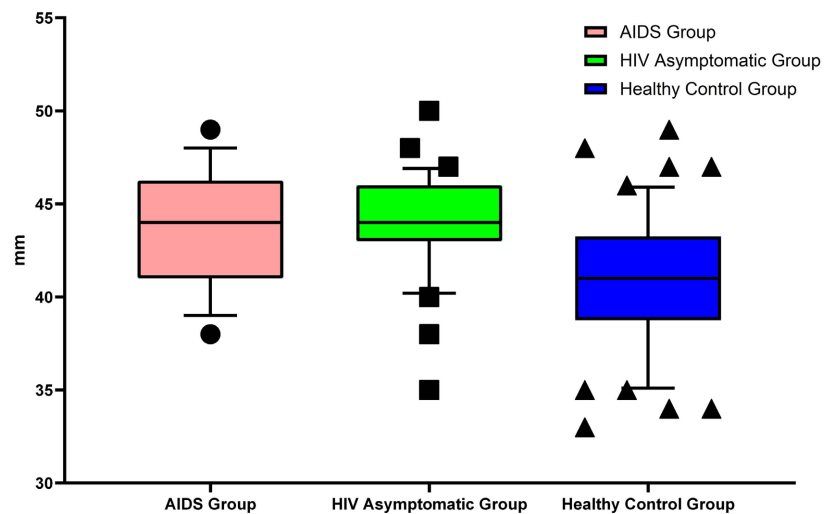 55
50
45
40
35
30
mm
AIDS Group
HIV Asymptomatic Group
Healthy Control Group
AIDS Group
HIV Asymptomatic Group
Healthy Control Group